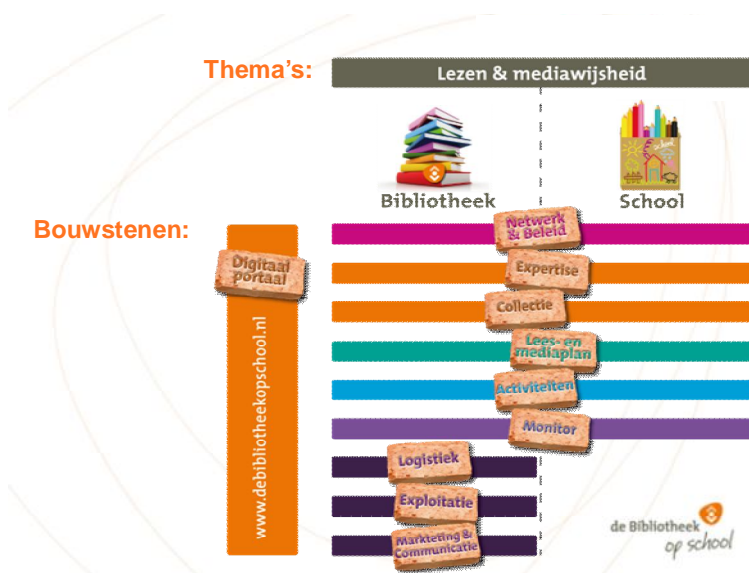 Thema's:
Lezen & mediawijsheid
Bibliotheek
School
Bouwstenen:
Digitaal
portaal
www.debibliotheekopschool.nl
Netwerk
& Beleid
Expertise
Collectie
Lees- en
mediaplan
Activiteiten
Monitor
Logistiek
Exploitatie
Markteting &
Communicatie
de Bibliotheek
op school